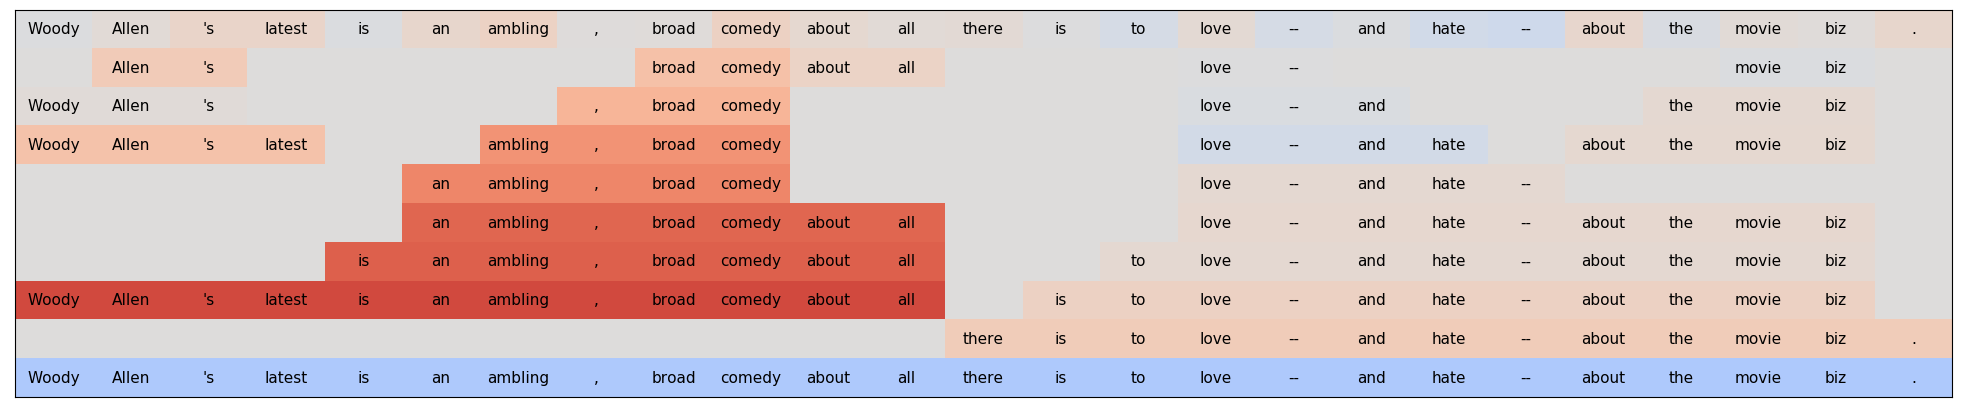 Woody Allen 's latest is an ambling , broad comedy about all there is to love -- and hate -- about the movie biz .
Allen 's broad comedy about all love -- movie biz
Woody Allen 's , broad comedy love -- and the movie biz
Woody Allen 's latest ambling , broad comedy love -- and hate about the movie biz
an ambling , broad comedy love -- and hate --
an ambling , broad comedy about all love -- and hate -- about the movie biz
is an ambling , broad comedy about all to love -- and hate -- about the movie biz
Woody Allen 's latest is an ambling , broad comedy about all is to love -- and hate -- about the movie biz
there is to love -- and hate -- about the movie biz .
Woody Allen 's latest is an ambling , broad comedy about all there is to love -- and hate -- about the movie biz .